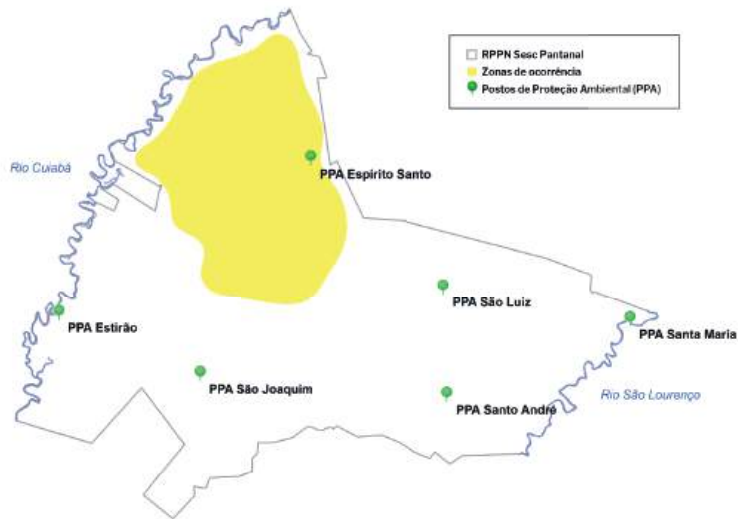 RPPN Sesc Pantanal
Zonas de ocorrência
Postos de Proteção Ambiental (PPA)
Rio Cuiabá
PPA Espirito Santo
PPA São Luiz
PPA Estirão
PPA Santa Maria
PPA São Joaquim
Rio São Lourenço
PPA Santo André